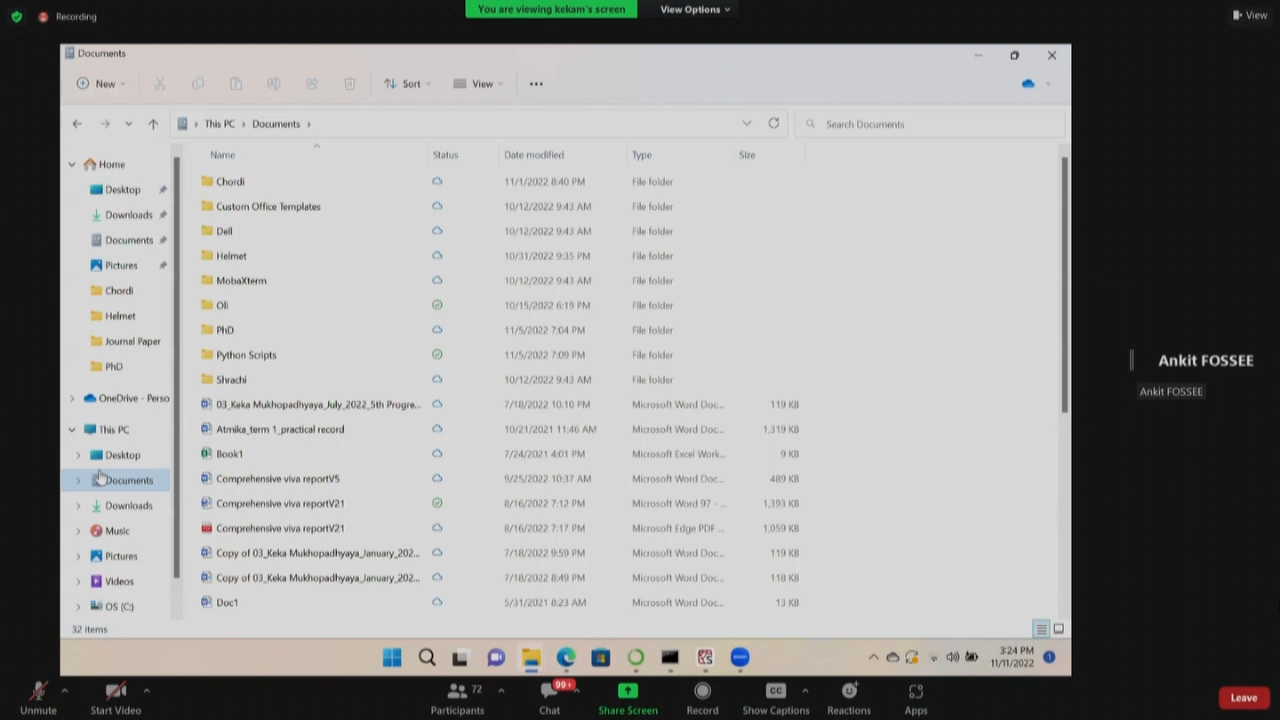 Recording
You are viewing kekam's screen
View Options
View
Documents
New
Sort
View
This PC > Documents >
Search Documents
Name
Status
Date modified
Type
Size
Home
Desktop
Downloads
Documents
Pictures
Chordi
Helmet
Journal Paper
PhD
OneDrive - Perso
This PC
Desktop
Documents
Downloads
Music
Pictures
Videos
OS (C:)
Chordi 11/1/2022 8:40 PM File folder
Custom Office Templates 10/12/2022 9:43 AM File folder
Dell 10/12/2022 9:43 AM File folder
Helmet 10/31/2022 9:35 PM File folder
MobaXterm 10/12/2022 9:43 AM File folder
Oli 10/15/2022 6:19 PM File folder
PhD 11/5/2022 7:04 PM File folder
Python Scripts 11/5/2022 7:09 PM File folder
Shrachi 10/12/2022 9:43 AM File folder
03_Keka Mukhopadhyaya_July_2022_5th Progre... 7/18/2022 10:10 PM Microsoft Word Doc... 119 KB
Atmika_term 1_practical record 10/21/2021 11:46 AM Microsoft Word Doc... 1,319 KB
Book1 7/24/2021 4:01 PM Microsoft Excel Work... 9 KB
Comprehensive viva reportV5 9/25/2022 10:37 AM Microsoft Word Doc... 489 KB
Comprehensive viva reportV21 8/16/2022 7:12 PM Microsoft Word 97 - ... 1,393 KB
Comprehensive viva reportV21 8/16/2022 7:17 PM Microsoft Edge PDF ... 1,059 KB
Copy of 03_Keka Mukhopadhyaya_January_202... 7/18/2022 9:59 PM Microsoft Word Doc... 119 KB
Copy of 03_Keka Mukhopadhyaya_January_202... 7/18/2022 8:49 PM Microsoft Word Doc... 118 KB
Doc1 5/31/2021 8:23 AM Microsoft Word Doc... 13 KB
32 items
3:24 PM
11/11/2022
1
Ankit FOSSEE
Ankit FOSSEE
Unmute
Start Video
Participants
72
Chat
99+
Share Screen
Record
CC
Show Captions
Reactions
Apps
Leave